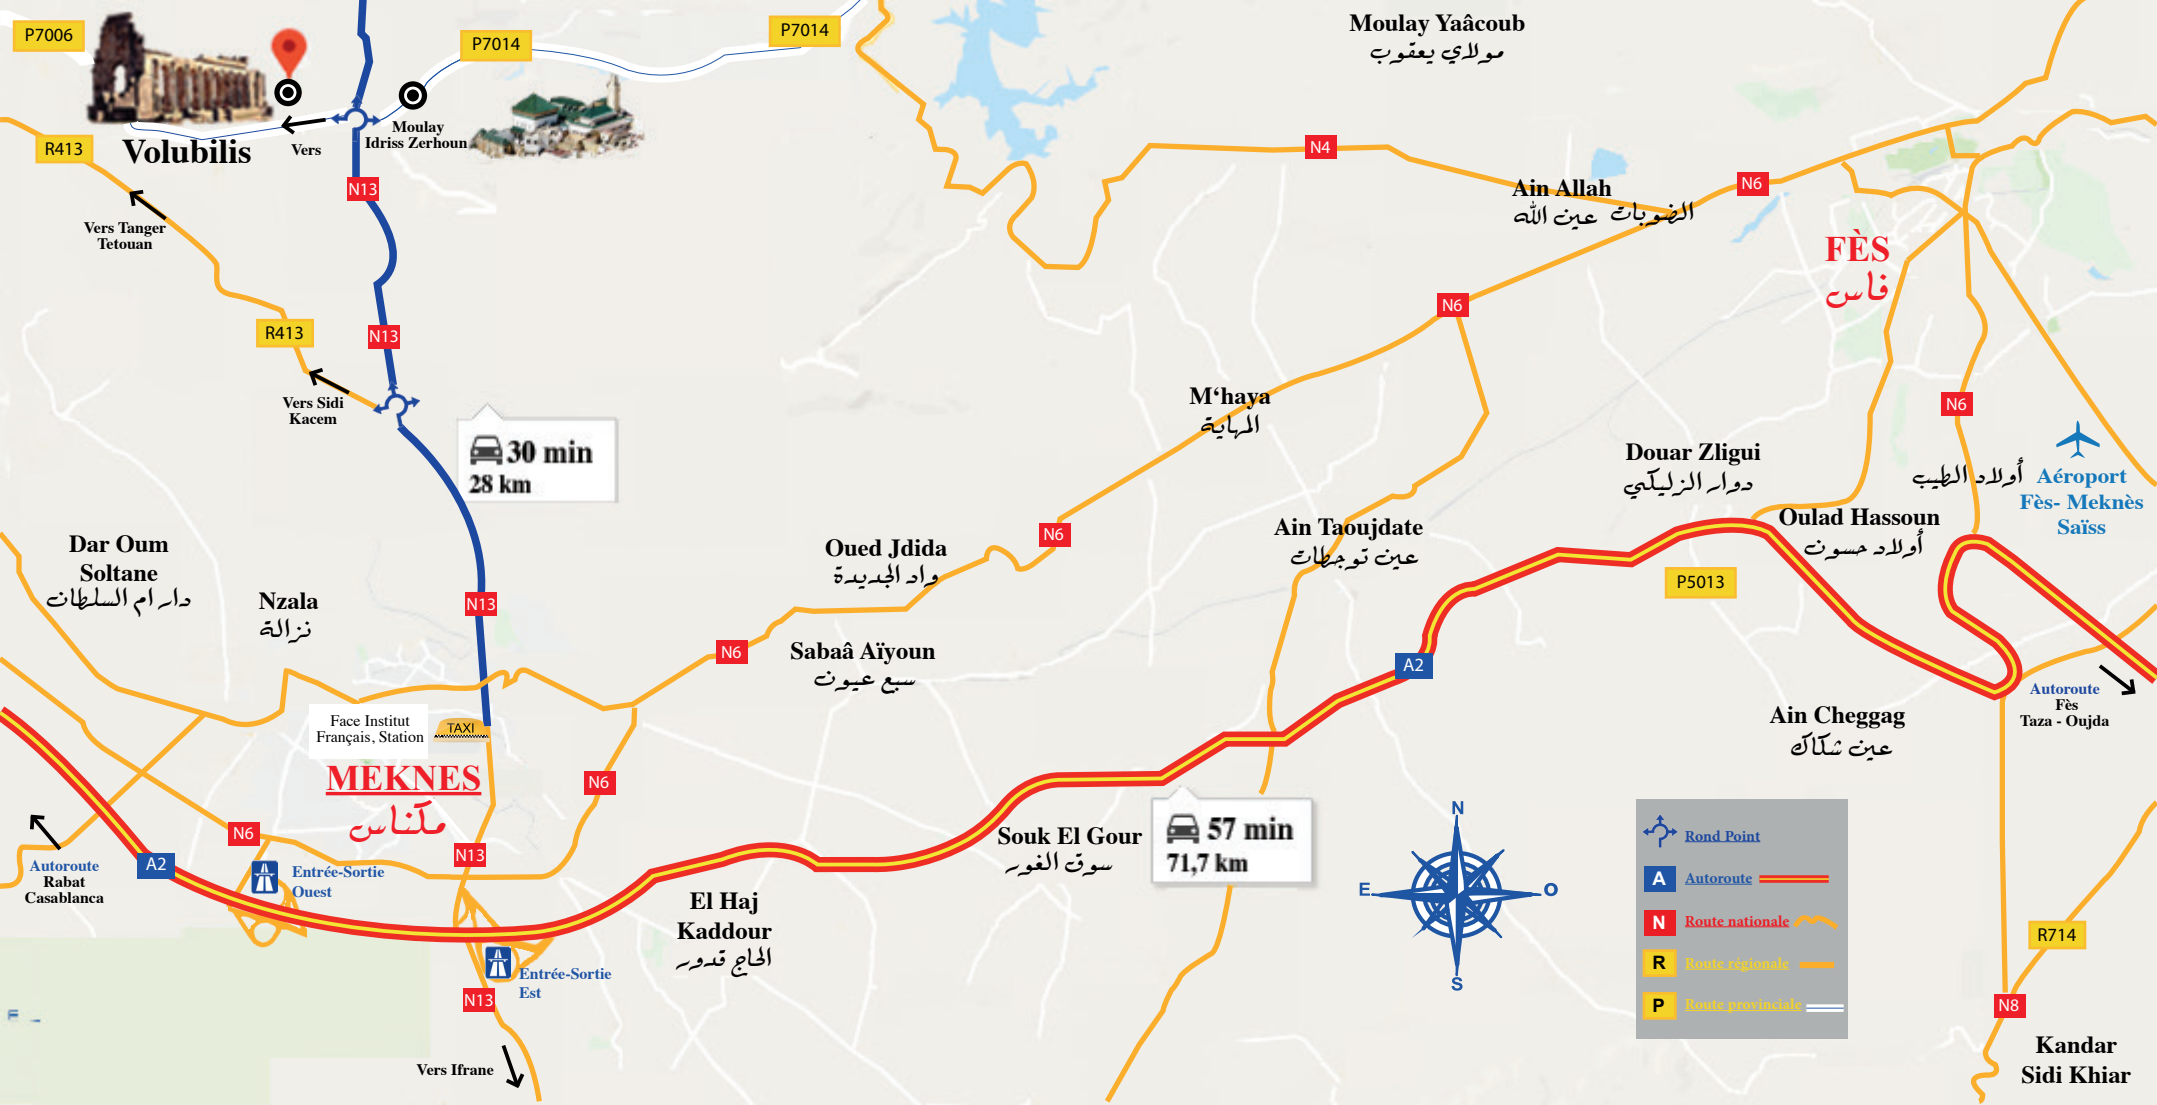 P7006
P7014
P7014
Moulay Yaâcoub
مولاي يعقوب
R413
Volubilis
Vers
Moulay
Idriss Zerhoun
N4
N6
N13
Ain Allah
عين الله
الضويات
Vers Tanger
Tetouan
FÈS
فاس
N6
R413
N13
Vers Sidi
Kacem
M‘haya
المهاية
N6
30 min
28 km
Douar Zligui
دوار الزليكي
أولاد الطيب
Aéroport
Fès- Meknès
Saïss
Oulad Hassoun
أولاد حسون
N6
Ain Taoujdate
عين توجطات
Oued Jdida
واد الجديدة
Dar Oum
Soltane
دار ام السلطان
Nzala
نزالة
N13
P5013
N6
Sabaâ Aïyoun
سبع عيون
A2
Autoroute
Fès
Taza - Oujda
Ain Cheggag
عين شكاك
Face Institut
Français, Station
TAXI
MEKNES
مكناس
N6
N6
N13
A2
Autoroute
Rabat
Casablanca
Entrée-Sortie
Ouest
Souk El Gour
سوق الغور
57 min
71,7 km
N
E
O
S
Rond Point
A Autoroute
N Route nationale
R Route régionale
P Route provinciale
El Haj
Kaddour
الحاج قدور
Entrée-Sortie
Est
N13
R714
N8
Vers Ifrane
Kandar
Sidi Khiar